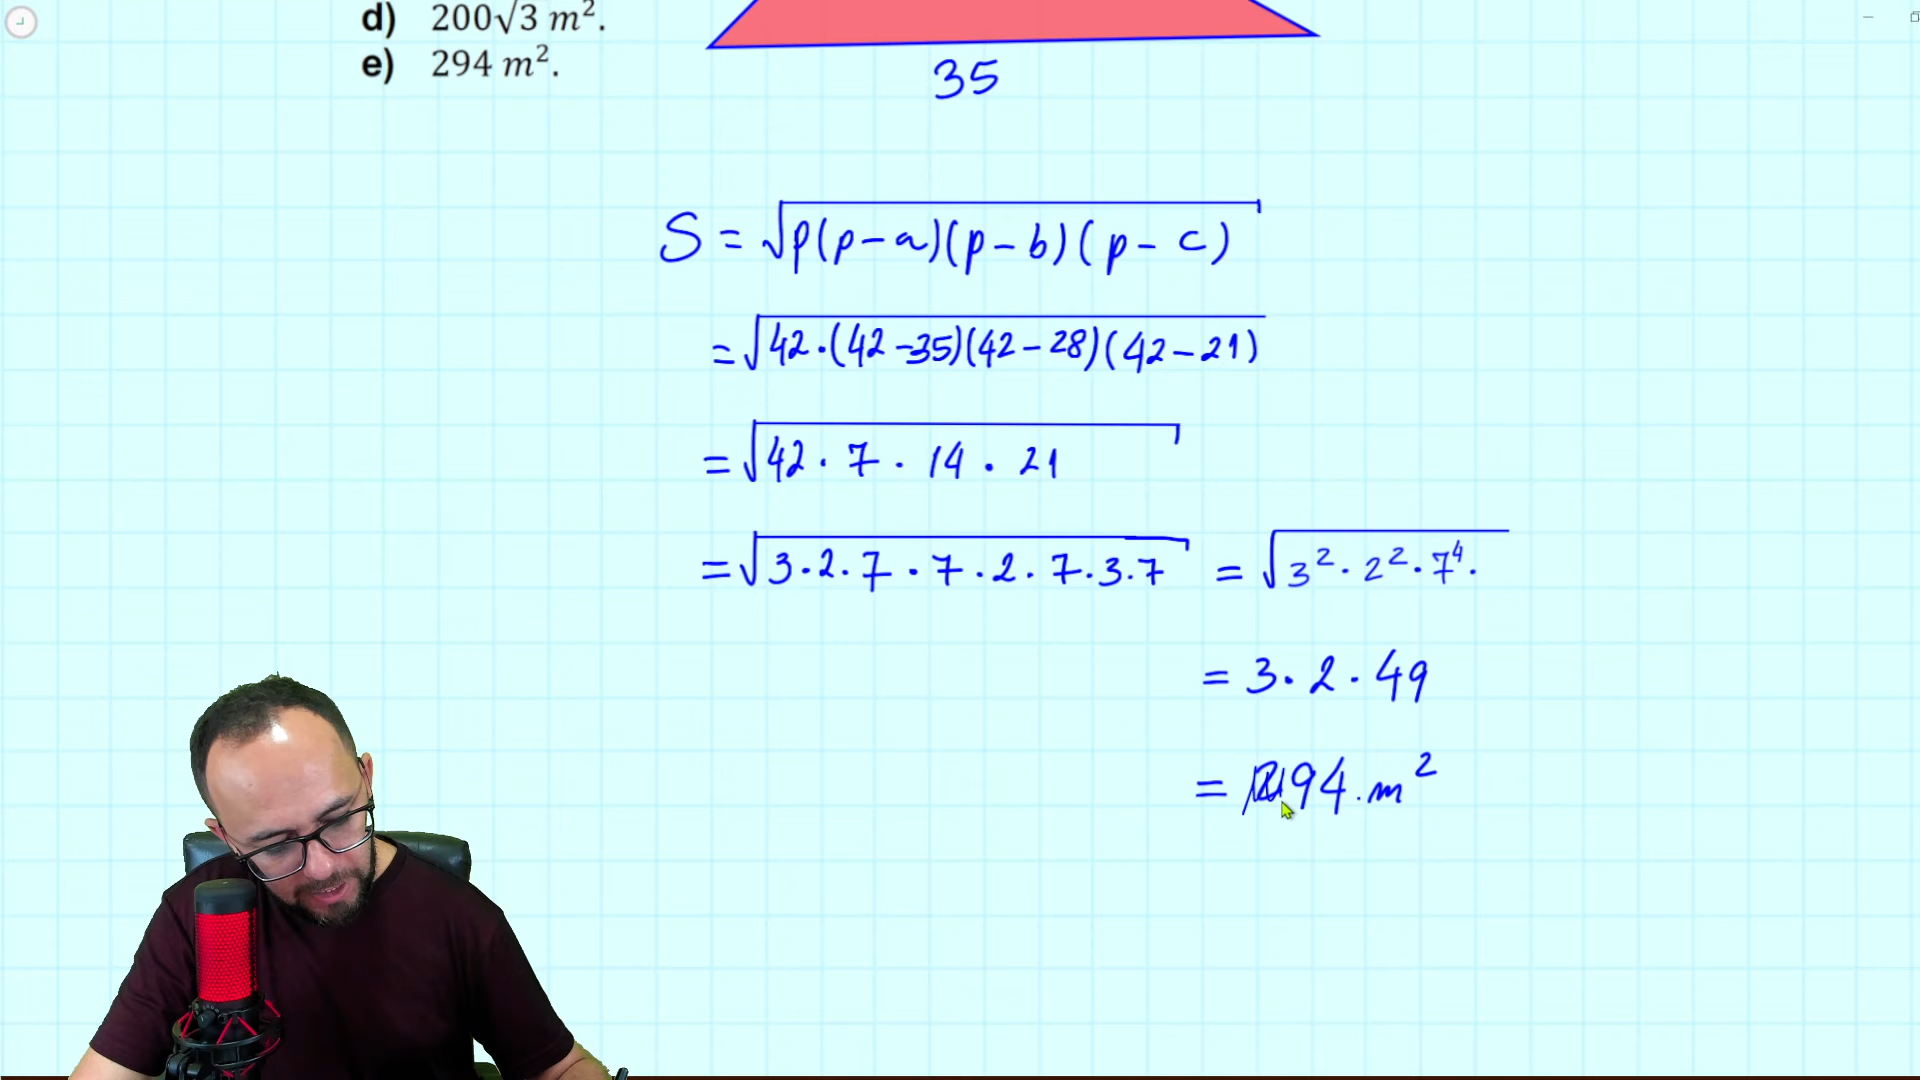 d) 200√3 m².
e) 294 m².
35
S = √p(p-a)(p-b)(p-c)
= √42·(42-35)(42-28)(42-21)
= √42 · 7 · 14 · 21
= √3·2·7·7·2·7·3·7 = √3²·2²·7⁴·
= 3·2·49
= 294.m²